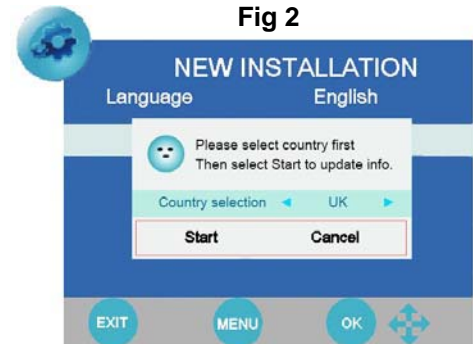 Fig 2
NEW INSTALLATION
Language English
Please select country first
Then select Start to update info.
Country selection UK
Start Cancel
EXIT MENU OK